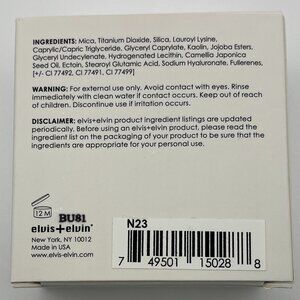 INGREDIENTS: Mica, Titanium Dioxide, Silica, Lauroyl Lysine,
Caprylic/Capric Triglyceride, Glyceryl Caprylate, Kaolin, Jojoba Esters,
Glyceryl Undecylenate, Hydrogenated Lecithin, Camellia Japonica
Seed Oil, Ectoin, Stearoyl Glutamic Acid, Sodium Hyaluronate, Fullerenes,
[+/- CI 77492, CI 77491, CI 77499]
WARNING: For external use only. Avoid contact with eyes. Rinse
immediately with clean water if contact occurs. Keep out of reach
of children. Discontinue use if irritation occurs.
DISCLAIMER: elvis+elvin product ingredient listings are updated
periodically. Before using an elvis+elvin product, please read the
ingredient list on the packaging of your product to be sure that the
ingredients are appropriate for your personal use.
12 M
BU81
elvis+elvin®
New York, NY 10012
Made in USA
www.elvis-elvin.com
N23
7 49501 15028 8